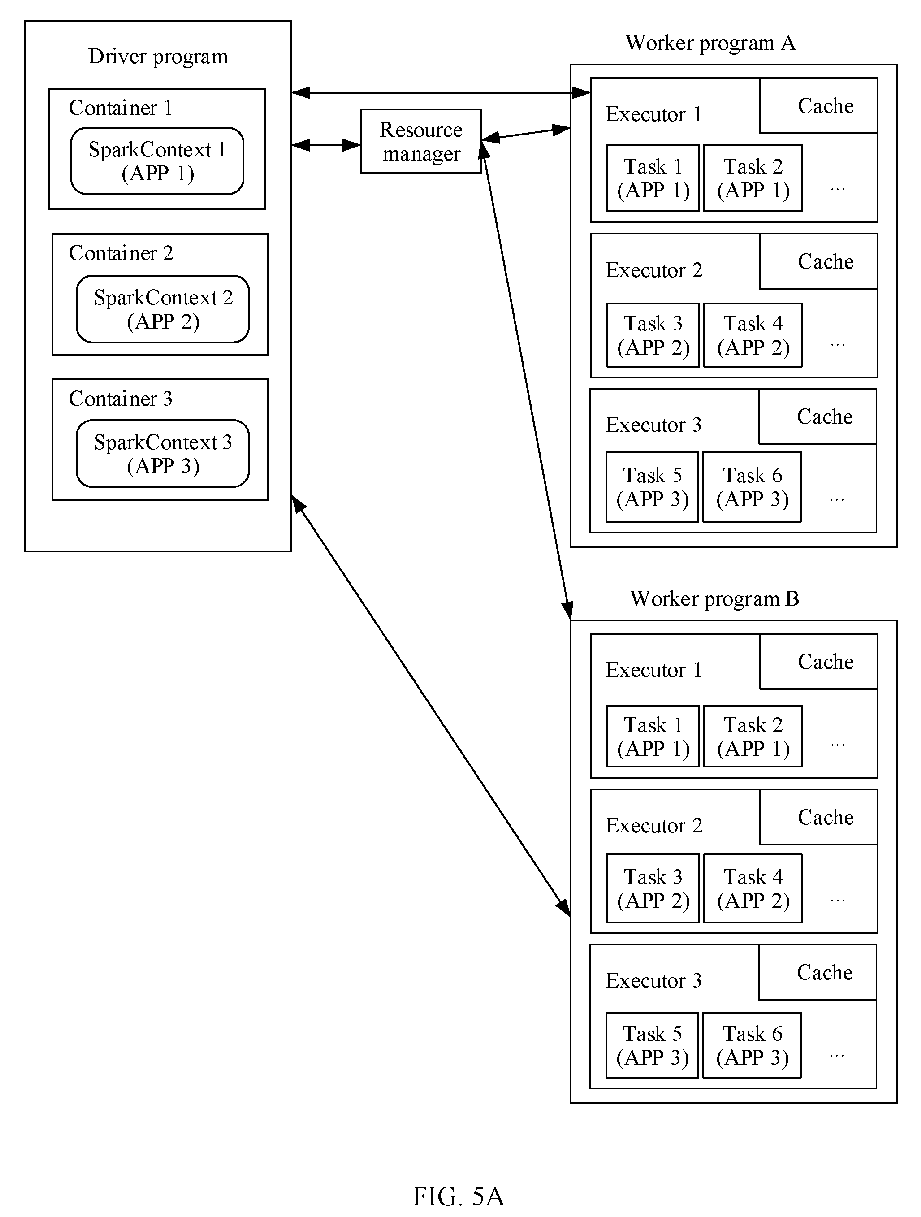 Driver program
Container 1
SparkContext 1
(APP 1)
Container 2
SparkContext 2
(APP 2)
Container 3
SparkContext 3
(APP 3)
Resource
manager
Worker program A
Executor 1
Cache
Task 1
(APP 1)
Task 2
(APP 1)
...
Executor 2
Cache
Task 3
(APP 2)
Task 4
(APP 2)
...
Executor 3
Cache
Task 5
(APP 3)
Task 6
(APP 3)
...
Worker program B
Executor 1
Cache
Task 1
(APP 1)
Task 2
(APP 1)
...
Executor 2
Cache
Task 3
(APP 2)
Task 4
(APP 2)
...
Executor 3
Cache
Task 5
(APP 3)
Task 6
(APP 3)
...
FIG. 5A